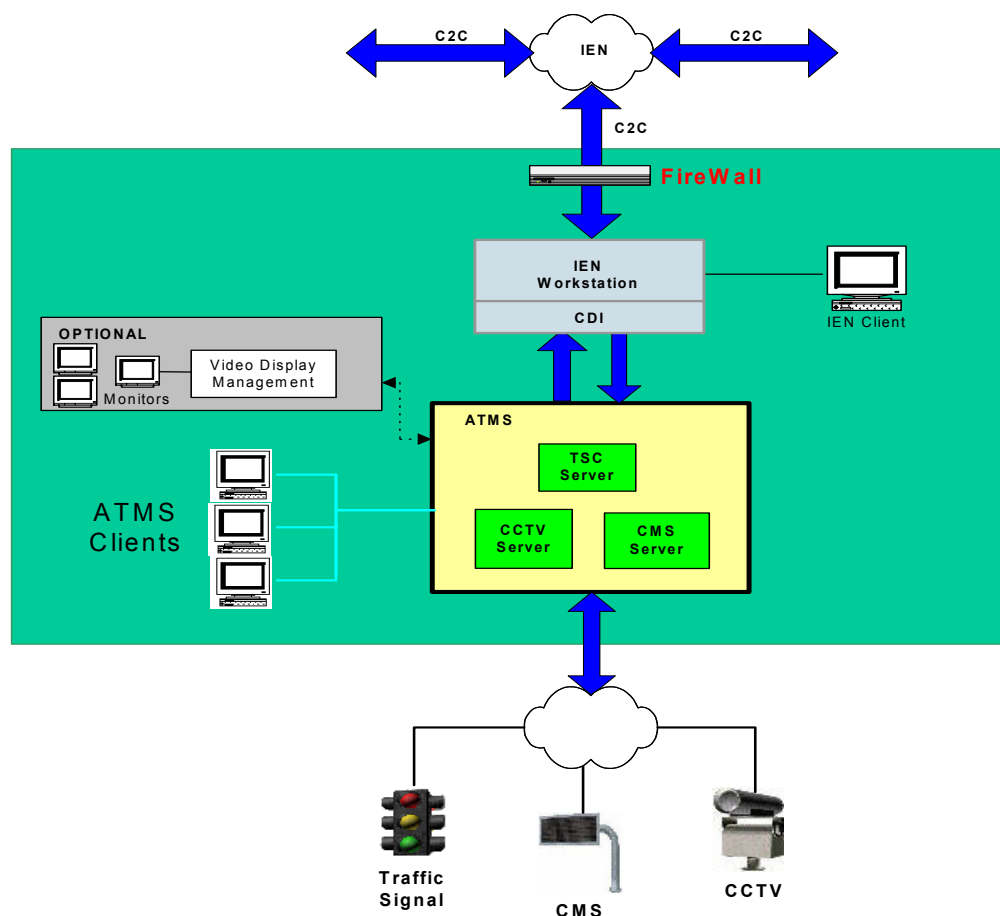 C2C
IEN
C2C
C2C
FireWall
IEN
Workstation
CDI
IEN Client
OPTIONAL
Video Display
Management
Monitors
ATMS
TSC
Server
CCTV
Server
CMS
Server
ATMS
Clients
Traffic
Signal
CMS
CCTV